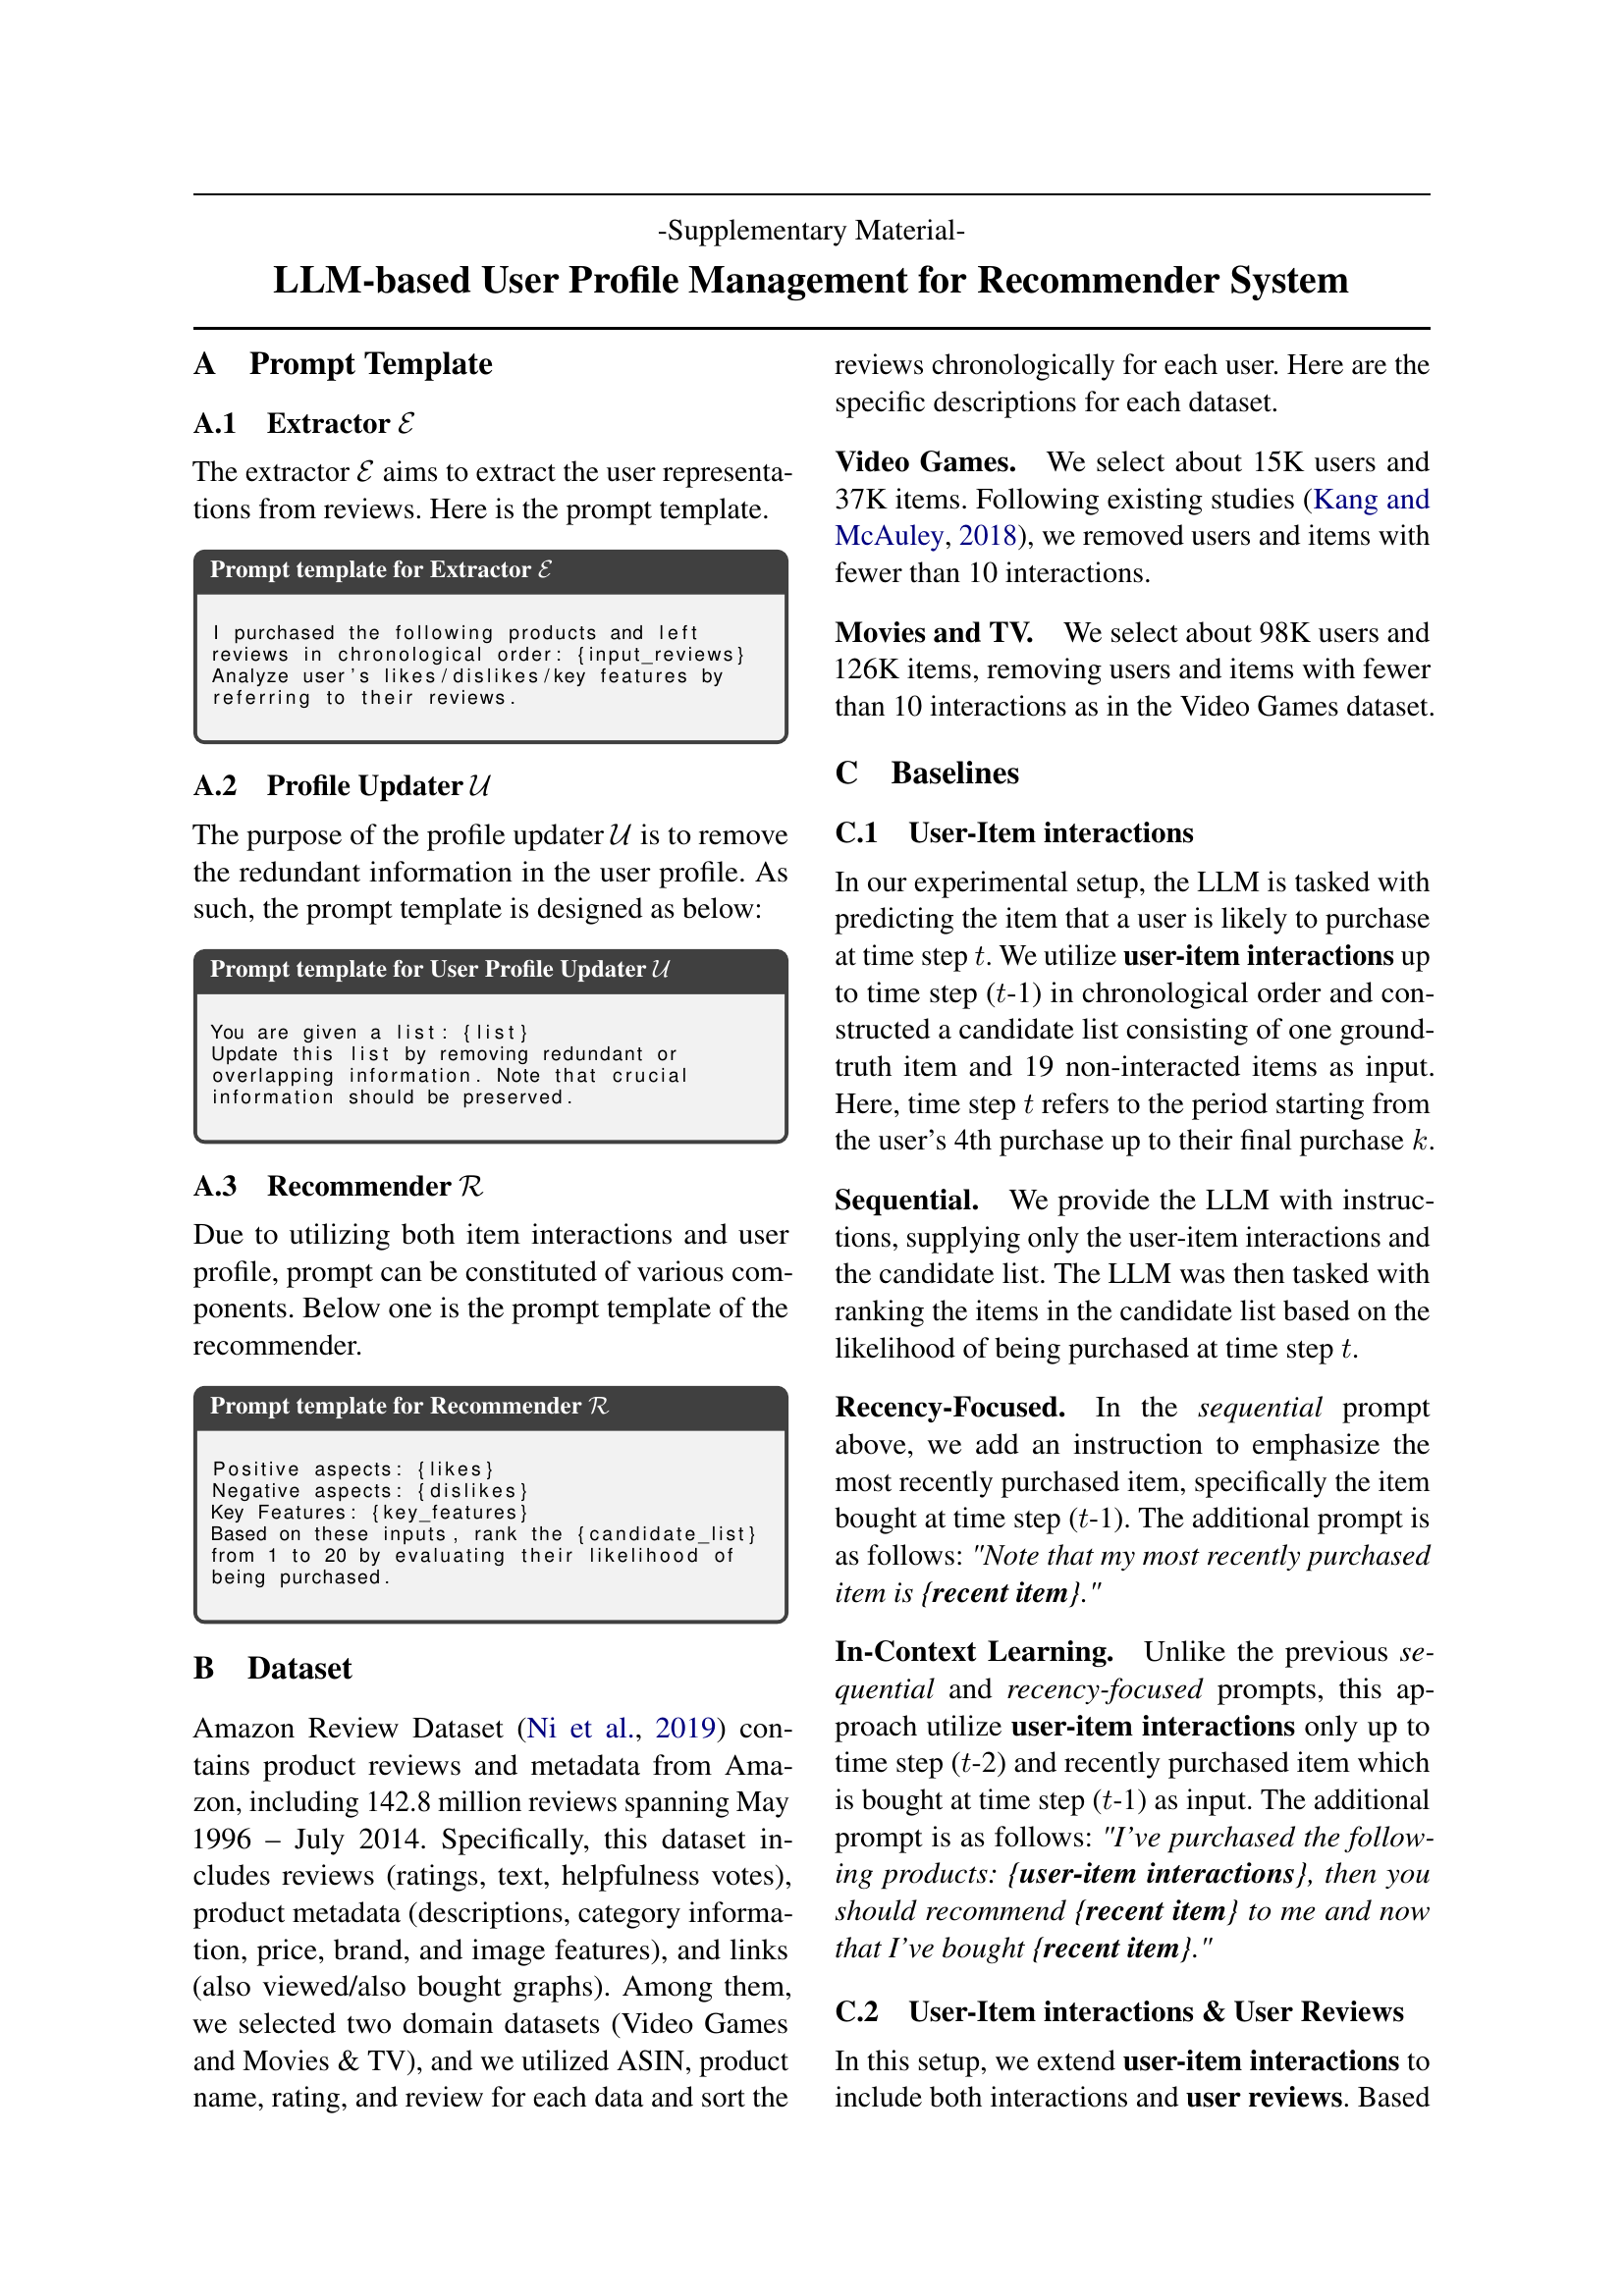 -Supplementary Material-
LLM-based User Profile Management for Recommender System
A Prompt Template
A.1 Extractor ℰ
The extractor ℰ aims to extract the user representa-
tions from reviews. Here is the prompt template.
Prompt template for Extractor ℰ
I purchased the following products and left
reviews in chronological order: {input_reviews}
Analyze user's likes/dislikes/key features by
referring to their reviews.
A.2 Profile Updater 𝒰
The purpose of the profile updater 𝒰 is to remove
the redundant information in the user profile. As
such, the prompt template is designed as below:
Prompt template for User Profile Updater 𝒰
You are given a list: {list}
Update this list by removing redundant or
overlapping information. Note that crucial
information should be preserved.
A.3 Recommender ℛ
Due to utilizing both item interactions and user
profile, prompt can be constituted of various com-
ponents. Below one is the prompt template of the
recommender.
Prompt template for Recommender ℛ
Positive aspects: {likes}
Negative aspects: {dislikes}
Key Features: {key_features}
Based on these inputs, rank the {candidate_list}
from 1 to 20 by evaluating their likelihood of
being purchased.
B Dataset
Amazon Review Dataset (Ni et al., 2019) con-
tains product reviews and metadata from Ama-
zon, including 142.8 million reviews spanning May
1996 – July 2014. Specifically, this dataset in-
cludes reviews (ratings, text, helpfulness votes),
product metadata (descriptions, category informa-
tion, price, brand, and image features), and links
(also viewed/also bought graphs). Among them,
we selected two domain datasets (Video Games
and Movies & TV), and we utilized ASIN, product
name, rating, and review for each data and sort the
reviews chronologically for each user. Here are the
specific descriptions for each dataset.
Video Games. We select about 15K users and
37K items. Following existing studies (Kang and
McAuley, 2018), we removed users and items with
fewer than 10 interactions.
Movies and TV. We select about 98K users and
126K items, removing users and items with fewer
than 10 interactions as in the Video Games dataset.
C Baselines
C.1 User-Item interactions
In our experimental setup, the LLM is tasked with
predicting the item that a user is likely to purchase
at time step t. We utilize user-item interactions up
to time step (t-1) in chronological order and con-
structed a candidate list consisting of one ground-
truth item and 19 non-interacted items as input.
Here, time step t refers to the period starting from
the user's 4th purchase up to their final purchase k.
Sequential. We provide the LLM with instruc-
tions, supplying only the user-item interactions and
the candidate list. The LLM was then tasked with
ranking the items in the candidate list based on the
likelihood of being purchased at time step t.
Recency-Focused. In the sequential prompt
above, we add an instruction to emphasize the
most recently purchased item, specifically the item
bought at time step (t-1). The additional prompt is
as follows: "Note that my most recently purchased
item is {recent item}."
In-Context Learning. Unlike the previous se-
quential and recency-focused prompts, this ap-
proach utilize user-item interactions only up to
time step (t-2) and recently purchased item which
is bought at time step (t-1) as input. The additional
prompt is as follows: "I've purchased the follow-
ing products: {user-item interactions}, then you
should recommend {recent item} to me and now
that I've bought {recent item}."
C.2 User-Item interactions & User Reviews
In this setup, we extend user-item interactions to
include both interactions and user reviews. Based